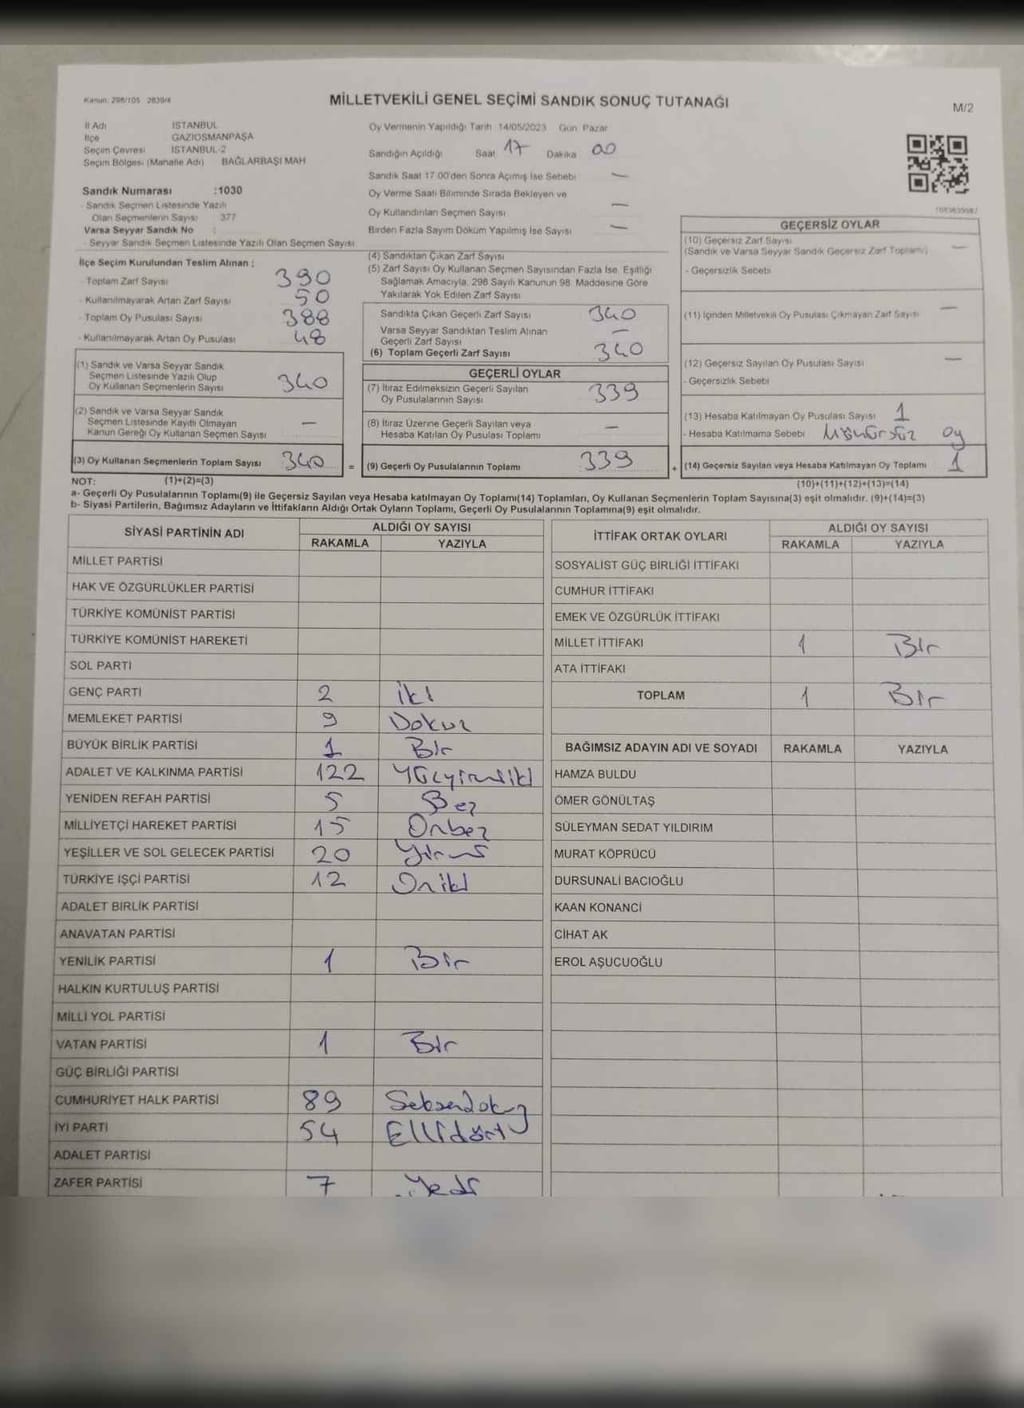 Kanun: 298/105 2839/4
MİLLETVEKİLİ GENEL SEÇİMİ SANDIK SONUÇ TUTANAĞI
M/2
İl Adı İSTANBUL
İlçe GAZİOSMANPAŞA
Seçim Çevresi İSTANBUL-2
Seçim Bölgesi (Mahalle Adı) BAĞLARBAŞI MAH
Oy Vermenin Yapıldığı Tarih 14/05/2023 Gün Pazar
Sandığın Açıldığı Saat 17 Dakika 00
Sandık Saat 17.00'den Sonra Açılmış İse Sebebi —
Oy Verme Saati Bitiminde Sırada Bekleyen ve
Oy Kullandırılan Seçmen Sayısı —
Birden Fazla Sayım Döküm Yapılmış İse Sayısı —
Sandık Numarası :1030
- Sandık Seçmen Listesinde Yazılı
Olan Seçmenlerin Sayısı 377
Varsa Seyyar Sandık No :
- Seyyar Sandık Seçmen Listesinde Yazılı Olan Seçmen Sayısı
İlçe Seçim Kurulundan Teslim Alınan ;
- Toplam Zarf Sayısı 390
- Kullanılmayarak Artan Zarf Sayısı 50
- Toplam Oy Pusulası Sayısı 388
- Kullanılmayarak Artan Oy Pusulası 48
(1) Sandık ve Varsa Seyyar Sandık
Seçmen Listesinde Yazılı Olup
Oy Kullanan Seçmenlerin Sayısı 340
(2) Sandık ve Varsa Seyyar Sandık
Seçmen Listesinde Kayıtlı Olmayan
Kanun Gereği Oy Kullanan Seçmen Sayısı —
(3) Oy Kullanan Seçmenlerin Toplam Sayısı 340 =
(4) Sandıktan Çıkan Zarf Sayısı
(5) Zarf Sayısı Oy Kullanan Seçmen Sayısından Fazla İse, Eşitliği
Sağlamak Amacıyla, 298 Sayılı Kanunun 98. Maddesine Göre
Yakılarak Yok Edilen Zarf Sayısı
Sandıkta Çıkan Geçerli Zarf Sayısı 340
Varsa Seyyar Sandıktan Teslim Alınan
Geçerli Zarf Sayısı —
(6) Toplam Geçerli Zarf Sayısı 340
GEÇERLİ OYLAR
(7) İtiraz Edilmeksizin Geçerli Sayılan
Oy Pusulalarının Sayısı 339
(8) İtiraz Üzerine Geçerli Sayılan veya
Hesaba Katılan Oy Pusulası Toplamı —
(9) Geçerli Oy Pusulalarının Toplamı 339 +
GEÇERSİZ OYLAR
(10) Geçersiz Zarf Sayısı
(Sandık ve Varsa Seyyar Sandık Geçersiz Zarf Toplamı) —
- Geçersizlik Sebebi
(11) İçinden Milletvekili Oy Pusulası Çıkmayan Zarf Sayısı —
(12) Geçersiz Sayılan Oy Pusulası Sayısı —
- Geçersizlik Sebebi
(13) Hesaba Katılmayan Oy Pusulası Sayısı 1
- Hesaba Katılmama Sebebi Mühürsüz oy
(14) Geçersiz Sayılan veya Hesaba Katılmayan Oy Toplamı 1
NOT: (1)+(2)=(3)
(10)+(11)+(12)+(13)=(14)
a- Geçerli Oy Pusulalarının Toplamı(9) ile Geçersiz Sayılan veya Hesaba katılmayan Oy Toplamı(14) Toplamları, Oy Kullanan Seçmenlerin Toplam Sayısına(3) eşit olmalıdır. (9)+(14)=(3)
b- Siyasi Partilerin, Bağımsız Adayların ve İttifakların Aldığı Ortak Oyların Toplamı, Geçerli Oy Pusulalarının Toplamına(9) eşit olmalıdır.
SİYASİ PARTİNİN ADI ALDIĞI OY SAYISI
RAKAMLA YAZIYLA
MİLLET PARTİSİ
HAK VE ÖZGÜRLÜKLER PARTİSİ
TÜRKİYE KOMÜNİST PARTİSİ
TÜRKİYE KOMÜNİST HAREKETİ
SOL PARTİ
GENÇ PARTİ 2 iki
MEMLEKET PARTİSİ 9 Dokuz
BÜYÜK BİRLİK PARTİSİ 1 Bir
ADALET VE KALKINMA PARTİSİ 122 Yüzyirmiiki
YENİDEN REFAH PARTİSİ 5 Beş
MİLLİYETÇİ HAREKET PARTİSİ 15 Onbeş
YEŞİLLER VE SOL GELECEK PARTİSİ 20 Yirmi
TÜRKİYE İŞÇİ PARTİSİ 12 Oniki
ADALET BİRLİK PARTİSİ
ANAVATAN PARTİSİ
YENİLİK PARTİSİ 1 Bir
HALKIN KURTULUŞ PARTİSİ
MİLLİ YOL PARTİSİ
VATAN PARTİSİ 1 Bir
GÜÇ BİRLİĞİ PARTİSİ
CUMHURİYET HALK PARTİSİ 89 Seksendokuz
İYİ PARTİ 54 Ellidört
ADALET PARTİSİ
ZAFER PARTİSİ 7 Yedi
İTTİFAK ORTAK OYLARI ALDIĞI OY SAYISI
RAKAMLA YAZIYLA
SOSYALİST GÜÇ BİRLİĞİ İTTİFAKI
CUMHUR İTTİFAKI
EMEK VE ÖZGÜRLÜK İTTİFAKI
MİLLET İTTİFAKI 1 Bir
ATA İTTİFAKI
TOPLAM 1 Bir
BAĞIMSIZ ADAYIN ADI VE SOYADI RAKAMLA YAZIYLA
HAMZA BULDU
ÖMER GÖNÜLTAŞ
SÜLEYMAN SEDAT YILDIRIM
MURAT KÖPRÜCÜ
DURSUNALİ BACIOĞLU
KAAN KONANCİ
CİHAT AK
EROL AŞUCUOĞLU